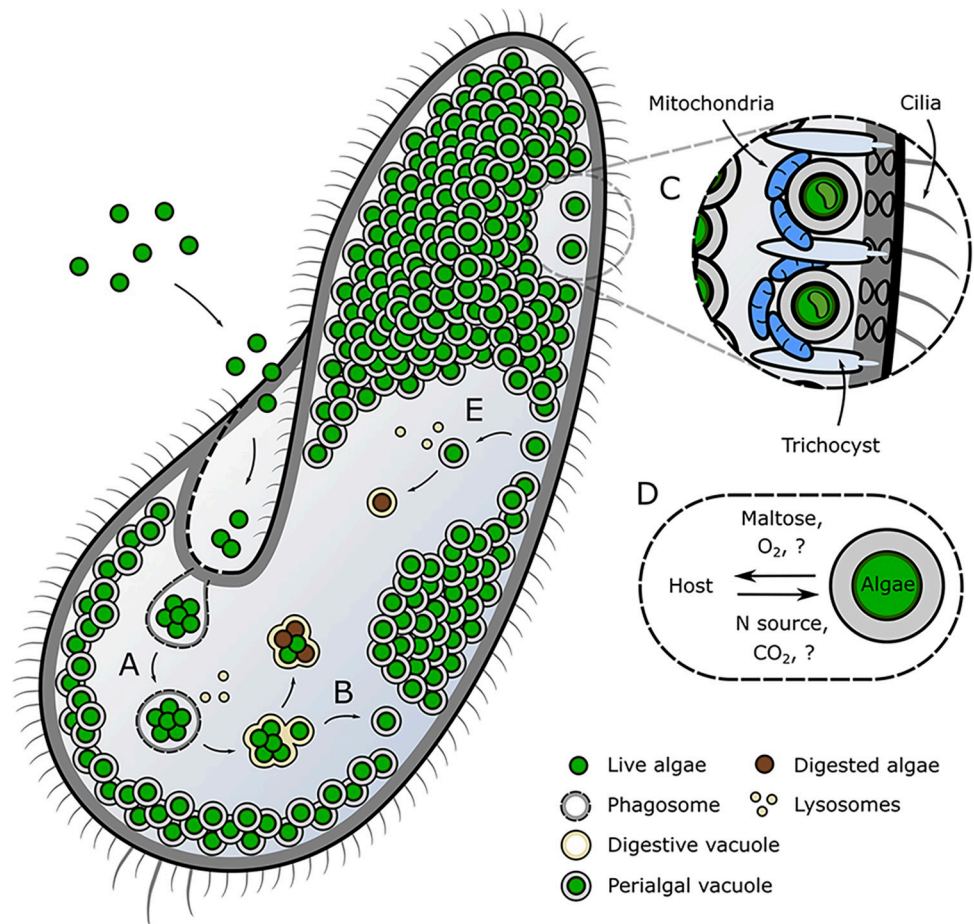 Mitochondria
Cilia
C
E
Trichocyst
D
Maltose,
O₂, ?
Host
Algae
N source,
CO₂, ?
A
B
Live algae
Digested algae
Phagosome
Lysosomes
Digestive vacuole
Perialgal vacuole